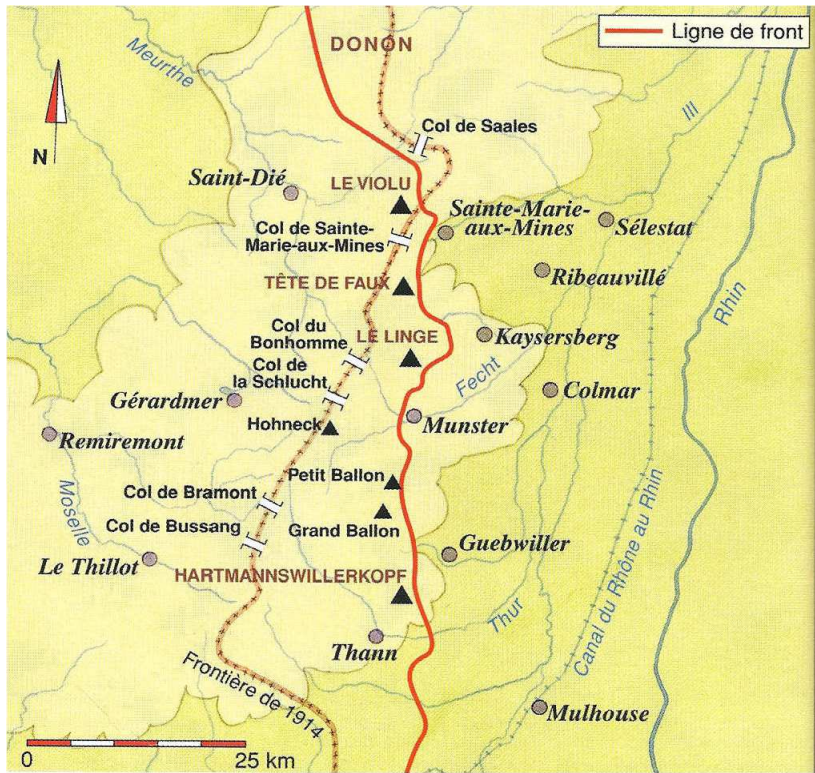 Ligne de front
DONON
Meurthe
Ill
N
Col de Saales
Saint-Dié
LE VIOLU
Col de Sainte-
Marie-aux-Mines
Sainte-Marie-
aux-Mines
Sélestat
TÊTE DE FAUX
Ribeauvillé
Rhin
Col du
Bonhomme
LE LINGE
Kaysersberg
Col de
la Schlucht
Fecht
Gérardmer
Colmar
Hohneck
Munster
Remiremont
Petit Ballon
Col de Bramont
Moselle
Col de Bussang
Grand Ballon
Guebwiller
Le Thillot
HARTMANNSWILLERKOPF
Thur
Canal du Rhône au Rhin
Thann
Frontière de 1914
Mulhouse
0
25 km